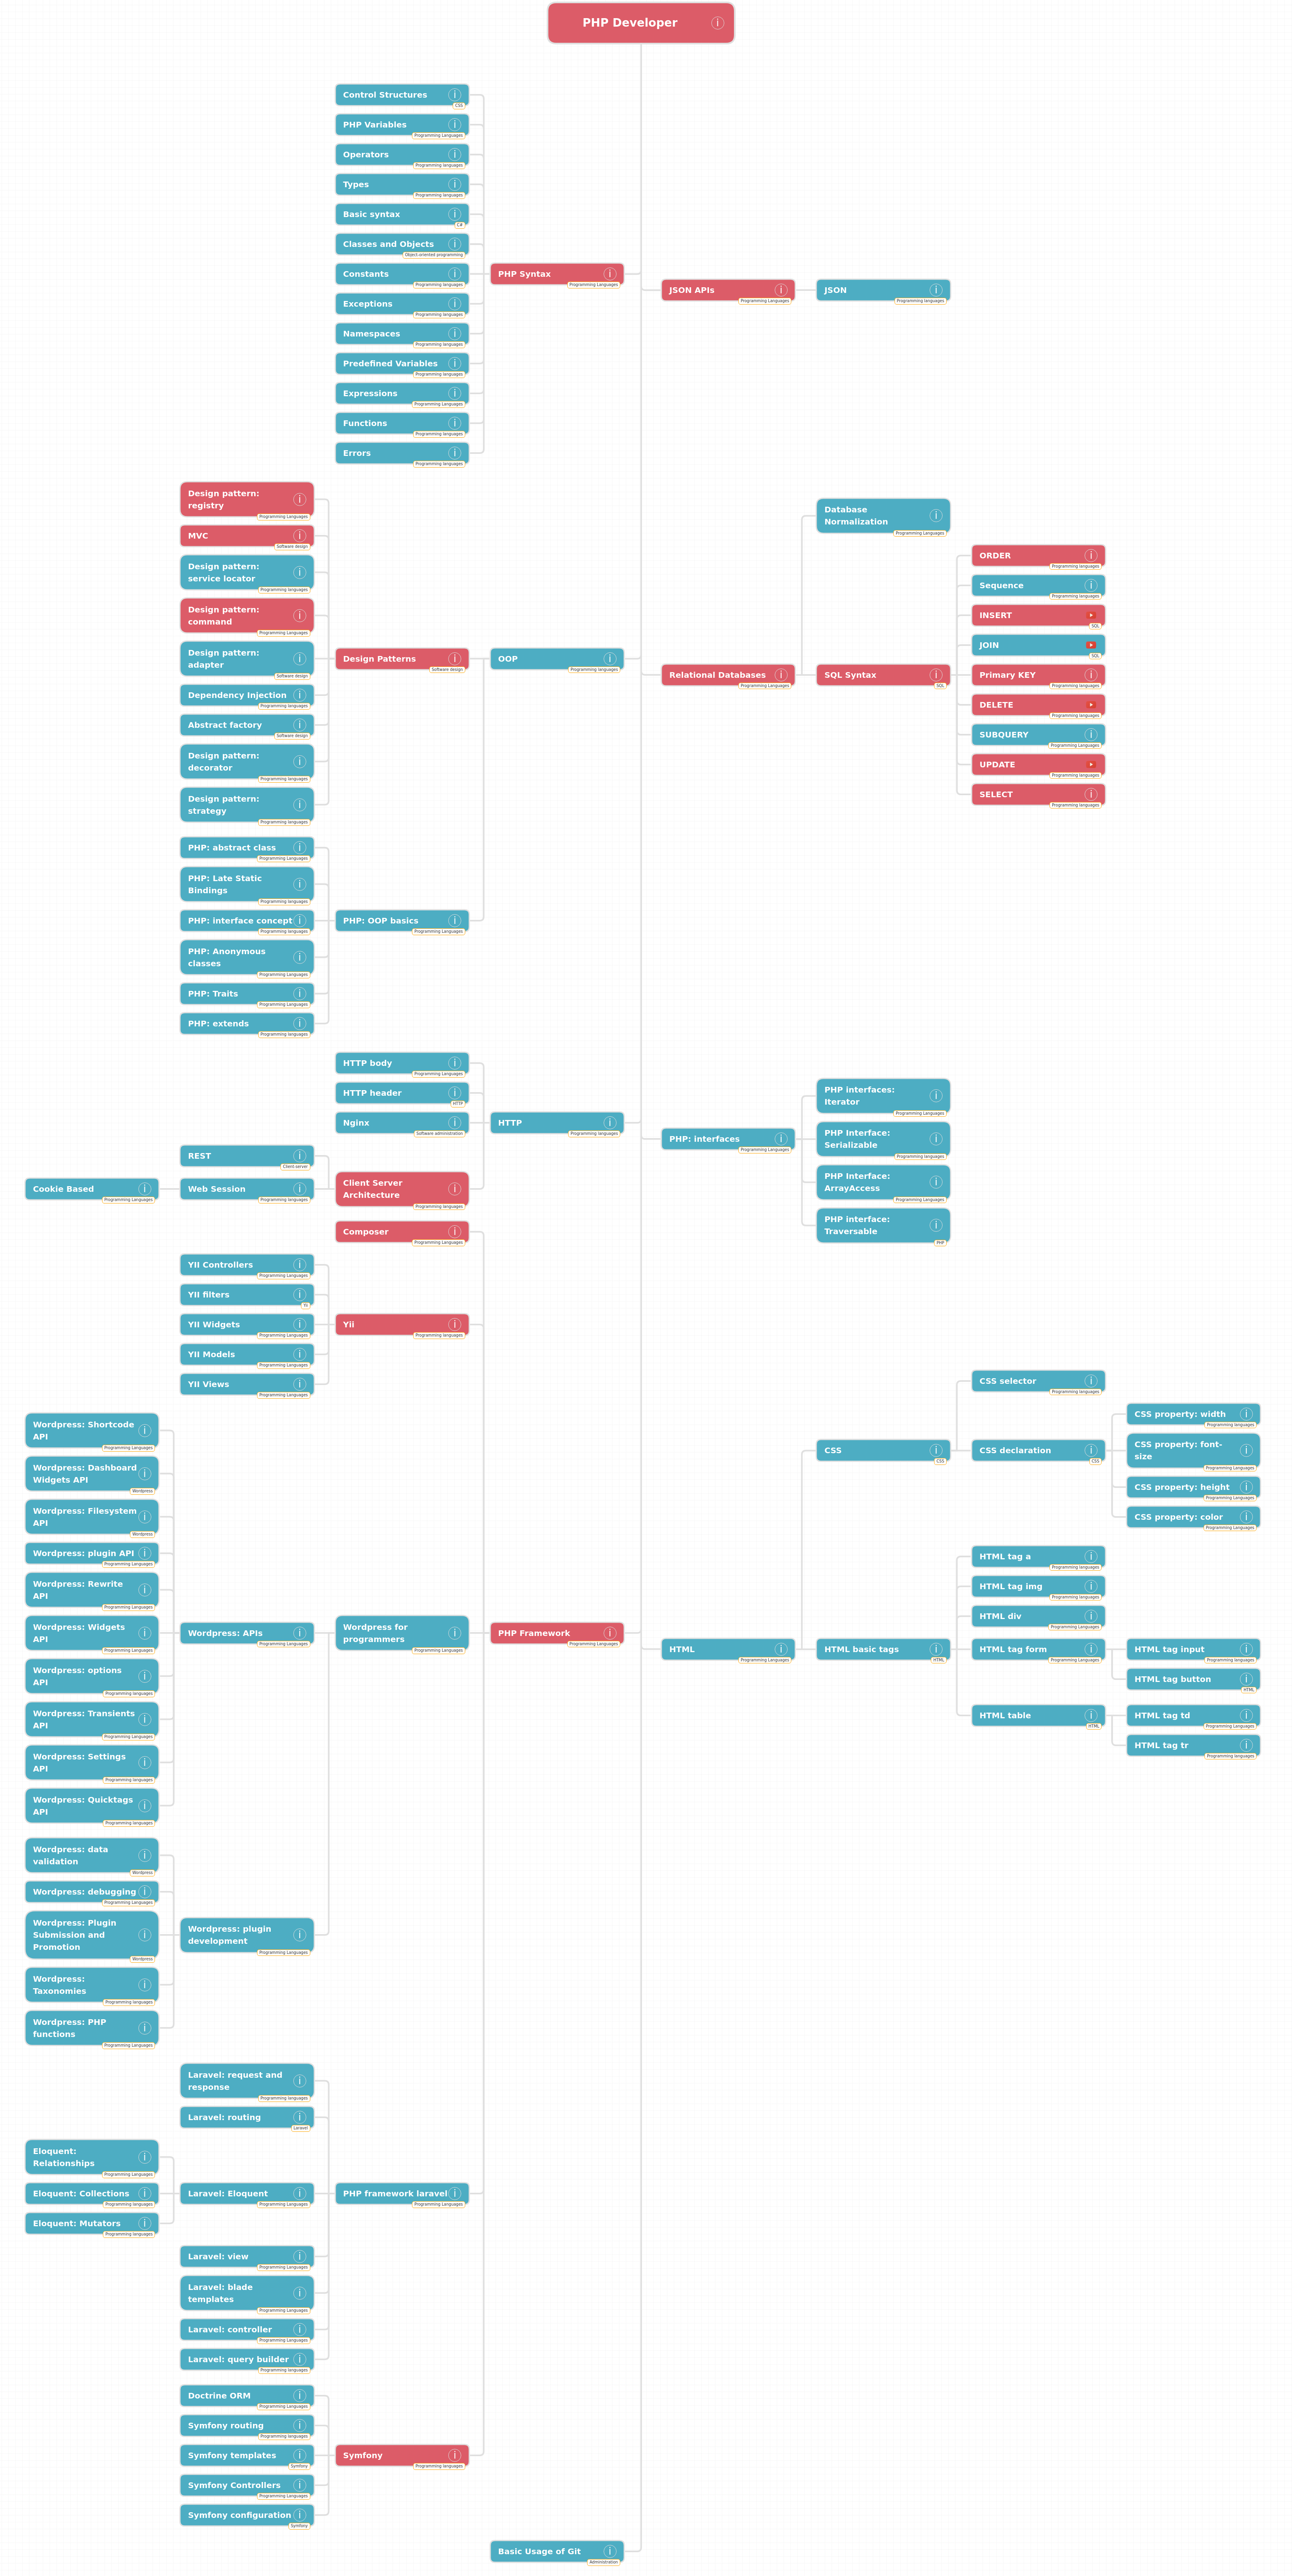 PHP Developer
Control Structures
CSS
PHP Variables
Programming Languages
Operators
Programming languages
Types
Programming languages
Basic syntax
C#
Classes and Objects
Object-oriented programming
Constants
Programming languages
Exceptions
Programming languages
Namespaces
Programming languages
Predefined Variables
Programming languages
Expressions
Programming Languages
Functions
Programming languages
Errors
Programming languages
PHP Syntax
Programming Languages
JSON APIs
Programming Languages
JSON
Programming languages
Design pattern:
registry
Programming Languages
MVC
Software design
Design pattern:
service locator
Programming languages
Design pattern:
command
Programming Languages
Design pattern:
adapter
Software design
Dependency Injection
Programming languages
Abstract factory
Software design
Design pattern:
decorator
Programming languages
Design pattern:
strategy
Programming languages
Design Patterns
Software design
OOP
Programming languages
PHP: abstract class
Programming Languages
PHP: Late Static
Bindings
Programming languages
PHP: interface concept
Programming languages
PHP: Anonymous
classes
Programming Languages
PHP: Traits
Programming Languages
PHP: extends
Programming languages
PHP: OOP basics
Programming Languages
Relational Databases
Programming Languages
Database
Normalization
Programming Languages
SQL Syntax
SQL
ORDER
Programming languages
Sequence
Programming languages
INSERT
SQL
JOIN
SQL
Primary KEY
Programming languages
DELETE
Programming languages
SUBQUERY
Programming Languages
UPDATE
Programming languages
SELECT
Programming languages
HTTP body
Programming Languages
HTTP header
HTTP
Nginx
Software administration
HTTP
Programming languages
REST
Client-server
Cookie Based
Programming Languages
Web Session
Programming languages
Client Server
Architecture
Programming languages
PHP: interfaces
Programming Languages
PHP interfaces:
Iterator
Programming Languages
PHP Interface:
Serializable
Programming languages
PHP Interface:
ArrayAccess
Programming Languages
PHP interface:
Traversable
PHP
Composer
Programming Languages
YII Controllers
Programming Languages
YII filters
Yii
YII Widgets
Programming Languages
YII Models
Programming Languages
YII Views
Programming Languages
Yii
Programming languages
Wordpress: Shortcode
API
Programming Languages
Wordpress: Dashboard
Widgets API
Wordpress
Wordpress: Filesystem
API
Wordpress
Wordpress: plugin API
Programming Languages
Wordpress: Rewrite
API
Programming Languages
Wordpress: Widgets
API
Programming Languages
Wordpress: options
API
Programming languages
Wordpress: Transients
API
Programming Languages
Wordpress: Settings
API
Programming languages
Wordpress: Quicktags
API
Programming languages
Wordpress: APIs
Programming Languages
Wordpress for
programmers
Programming Languages
PHP Framework
Programming Languages
Wordpress: data
validation
Wordpress
Wordpress: debugging
Programming Languages
Wordpress: Plugin
Submission and
Promotion
Wordpress
Wordpress:
Taxonomies
Programming languages
Wordpress: PHP
functions
Programming Languages
Wordpress: plugin
development
Programming Languages
CSS
CSS
CSS selector
Programming languages
CSS declaration
CSS
CSS property: width
Programming languages
CSS property: font-
size
Programming Languages
CSS property: height
Programming Languages
CSS property: color
Programming Languages
HTML
Programming Languages
HTML basic tags
HTML
HTML tag a
Programming languages
HTML tag img
Programming languages
HTML div
Programming Languages
HTML tag form
Programming Languages
HTML tag input
Programming languages
HTML tag button
HTML
HTML table
HTML
HTML tag td
Programming Languages
HTML tag tr
Programming languages
Laravel: request and
response
Programming languages
Laravel: routing
Laravel
Eloquent:
Relationships
Programming Languages
Eloquent: Collections
Programming languages
Eloquent: Mutators
Programming languages
Laravel: Eloquent
Programming Languages
PHP framework laravel
Programming Languages
Laravel: view
Programming Languages
Laravel: blade
templates
Programming Languages
Laravel: controller
Programming Languages
Laravel: query builder
Programming languages
Doctrine ORM
Programming Languages
Symfony routing
Programming languages
Symfony templates
Symfony
Symfony Controllers
Programming Languages
Symfony configuration
Symfony
Symfony
Programming languages
Basic Usage of Git
Administration